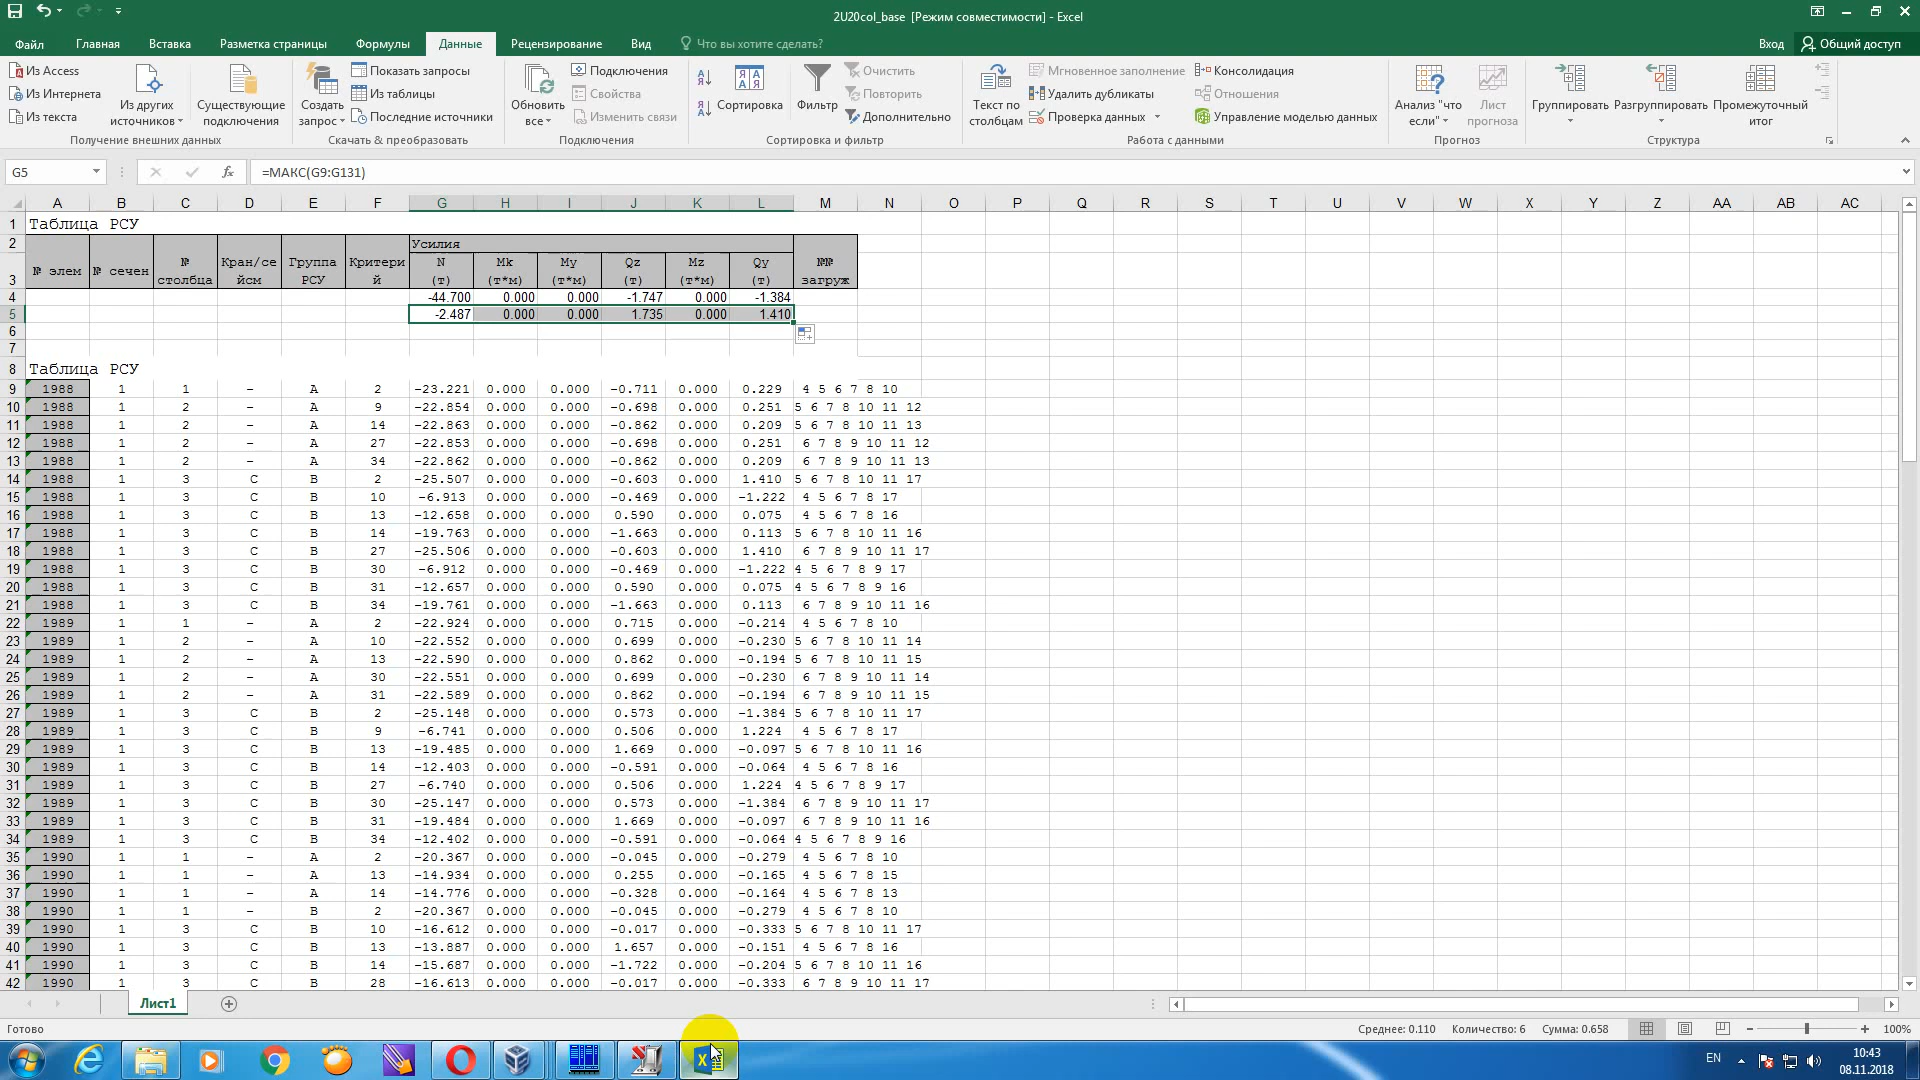 2U20col_base [Режим совместимости] - Excel
Файл Главная Вставка Разметка страницы Формулы Данные Рецензирование Вид Что вы хотите сделать? Вход Общий доступ
Из Access
Из Интернета
Из текста
Из других источников
Существующие подключения
Получение внешних данных
Создать запрос
Показать запросы
Из таблицы
Последние источники
Скачать & преобразовать
Обновить все
Подключения
Свойства
Изменить связи
Подключения
Сортировка
Фильтр
Очистить
Повторить
Дополнительно
Сортировка и фильтр
Текст по столбцам
Мгновенное заполнение
Удалить дубликаты
Проверка данных
Консолидация
Отношения
Управление моделью данных
Работа с данными
Анализ "что если"
Лист прогноза
Прогноз
Группировать
Разгруппировать
Промежуточный итог
Структура
G5 fx =МАКС(G9:G131)
A B C D E F G H I J K L M N O P Q R S T U V W X Y Z AA AB AC
1 Таблица РСУ
2 Усилия
3 № элем № сечен № столбца Кран/се йсм Группа РСУ Критери й N (т) Mk (т*м) My (т*м) Qz (т) Mz (т*м) Qy (т) №№ загруж
4 -44.700 0.000 0.000 -1.747 0.000 -1.384
5 -2.487 0.000 0.000 1.735 0.000 1.410
6
7
8 Таблица РСУ
9 1988 1 1 - A 2 -23.221 0.000 0.000 -0.711 0.000 0.229 4 5 6 7 8 10
10 1988 1 2 - A 9 -22.854 0.000 0.000 -0.698 0.000 0.251 5 6 7 8 10 11 12
11 1988 1 2 - A 14 -22.863 0.000 0.000 -0.862 0.000 0.209 5 6 7 8 10 11 13
12 1988 1 2 - A 27 -22.853 0.000 0.000 -0.698 0.000 0.251 6 7 8 9 10 11 12
13 1988 1 2 - A 34 -22.862 0.000 0.000 -0.862 0.000 0.209 6 7 8 9 10 11 13
14 1988 1 3 C B 2 -25.507 0.000 0.000 -0.603 0.000 1.410 5 6 7 8 10 11 17
15 1988 1 3 C B 10 -6.913 0.000 0.000 -0.469 0.000 -1.222 4 5 6 7 8 17
16 1988 1 3 C B 13 -12.658 0.000 0.000 0.590 0.000 0.075 4 5 6 7 8 16
17 1988 1 3 C B 14 -19.763 0.000 0.000 -1.663 0.000 0.113 5 6 7 8 10 11 16
18 1988 1 3 C B 27 -25.506 0.000 0.000 -0.603 0.000 1.410 6 7 8 9 10 11 17
19 1988 1 3 C B 30 -6.912 0.000 0.000 -0.469 0.000 -1.222 4 5 6 7 8 9 17
20 1988 1 3 C B 31 -12.657 0.000 0.000 0.590 0.000 0.075 4 5 6 7 8 9 16
21 1988 1 3 C B 34 -19.761 0.000 0.000 -1.663 0.000 0.113 6 7 8 9 10 11 16
22 1989 1 1 - A 2 -22.924 0.000 0.000 0.715 0.000 -0.214 4 5 6 7 8 10
23 1989 1 2 - A 10 -22.552 0.000 0.000 0.699 0.000 -0.230 5 6 7 8 10 11 14
24 1989 1 2 - A 13 -22.590 0.000 0.000 0.862 0.000 -0.194 5 6 7 8 10 11 15
25 1989 1 2 - A 30 -22.551 0.000 0.000 0.699 0.000 -0.230 6 7 8 9 10 11 14
26 1989 1 2 - A 31 -22.589 0.000 0.000 0.862 0.000 -0.194 6 7 8 9 10 11 15
27 1989 1 3 C B 2 -25.148 0.000 0.000 0.573 0.000 -1.384 5 6 7 8 10 11 17
28 1989 1 3 C B 9 -6.741 0.000 0.000 0.506 0.000 1.224 4 5 6 7 8 17
29 1989 1 3 C B 13 -19.485 0.000 0.000 1.669 0.000 -0.097 5 6 7 8 10 11 16
30 1989 1 3 C B 14 -12.403 0.000 0.000 -0.591 0.000 -0.064 4 5 6 7 8 16
31 1989 1 3 C B 27 -6.740 0.000 0.000 0.506 0.000 1.224 4 5 6 7 8 9 17
32 1989 1 3 C B 30 -25.147 0.000 0.000 0.573 0.000 -1.384 6 7 8 9 10 11 17
33 1989 1 3 C B 31 -19.484 0.000 0.000 1.669 0.000 -0.097 6 7 8 9 10 11 16
34 1989 1 3 C B 34 -12.402 0.000 0.000 -0.591 0.000 -0.064 4 5 6 7 8 9 16
35 1990 1 1 - A 2 -20.367 0.000 0.000 -0.045 0.000 -0.279 4 5 6 7 8 10
36 1990 1 1 - A 13 -14.934 0.000 0.000 0.255 0.000 -0.165 4 5 6 7 8 15
37 1990 1 1 - A 14 -14.776 0.000 0.000 -0.328 0.000 -0.164 4 5 6 7 8 13
38 1990 1 1 - B 2 -20.367 0.000 0.000 -0.045 0.000 -0.279 4 5 6 7 8 10
39 1990 1 3 C B 10 -16.612 0.000 0.000 -0.017 0.000 -0.333 5 6 7 8 10 11 17
40 1990 1 3 C B 13 -13.887 0.000 0.000 1.657 0.000 -0.151 4 5 6 7 8 16
41 1990 1 3 C B 14 -15.687 0.000 0.000 -1.722 0.000 -0.204 5 6 7 8 10 11 16
42 1990 1 3 C B 28 -16.613 0.000 0.000 -0.017 0.000 -0.333 6 7 8 9 10 11 17
Лист1
Готово Среднее: 0.110 Количество: 6 Сумма: 0.658 100%
EN 10:43
08.11.2018